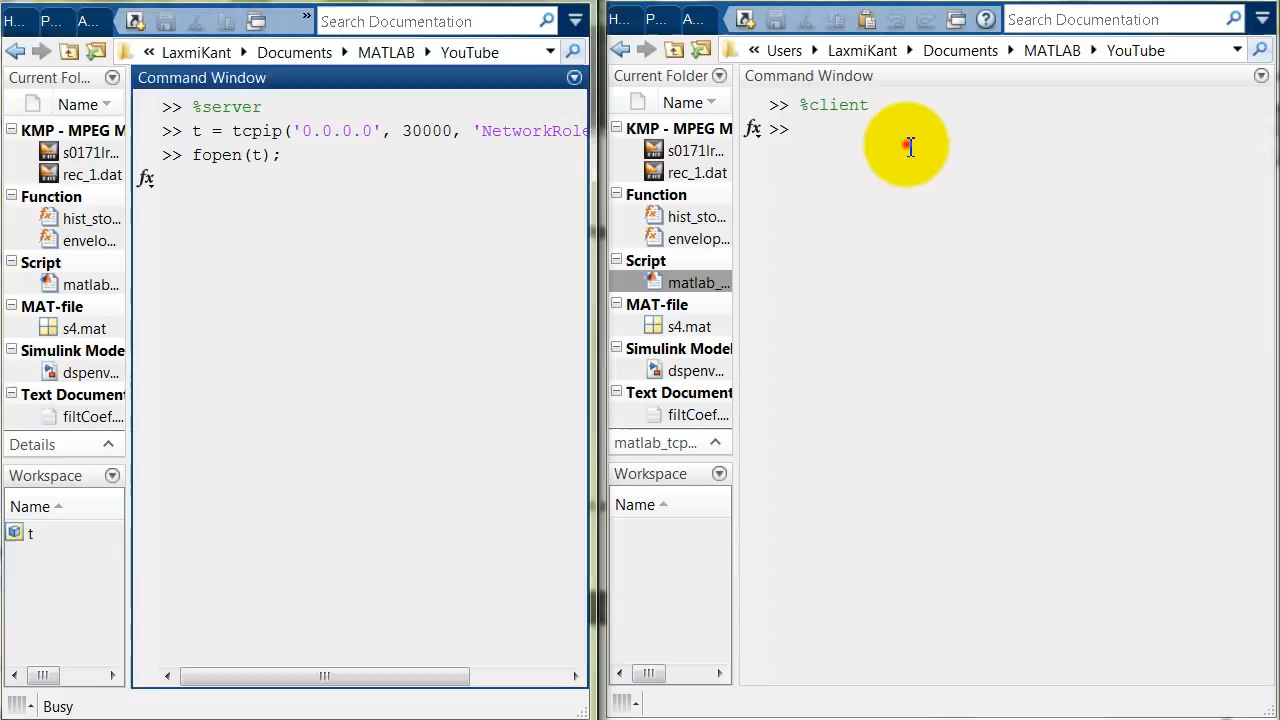 H... P... A... » Search Documentation
« LaxmiKant ▸ Documents ▸ MATLAB ▸ YouTube
Current Fol...
Name
KMP - MPEG M
s0171lr...
rec_1.dat
Function
hist_sto...
envelo...
Script
matlab...
MAT-file
s4.mat
Simulink Mode
dspenv...
Text Documen
filtCoef....
Details
Workspace
Name
t
Busy
Command Window
>> %server
>> t = tcpip('0.0.0.0', 30000, 'NetworkRole
>> fopen(t);
fx
H... P... A... Search Documentation
« Users ▸ LaxmiKant ▸ Documents ▸ MATLAB ▸ YouTube
Current Folder
Name
KMP - MPEG M
s0171lr...
rec_1.dat
Function
hist_sto...
envelop...
Script
matlab_...
MAT-file
s4.mat
Simulink Model
dspenv...
Text Document
filtCoef....
matlab_tcp...
Workspace
Name
Command Window
>> %client
fx >>